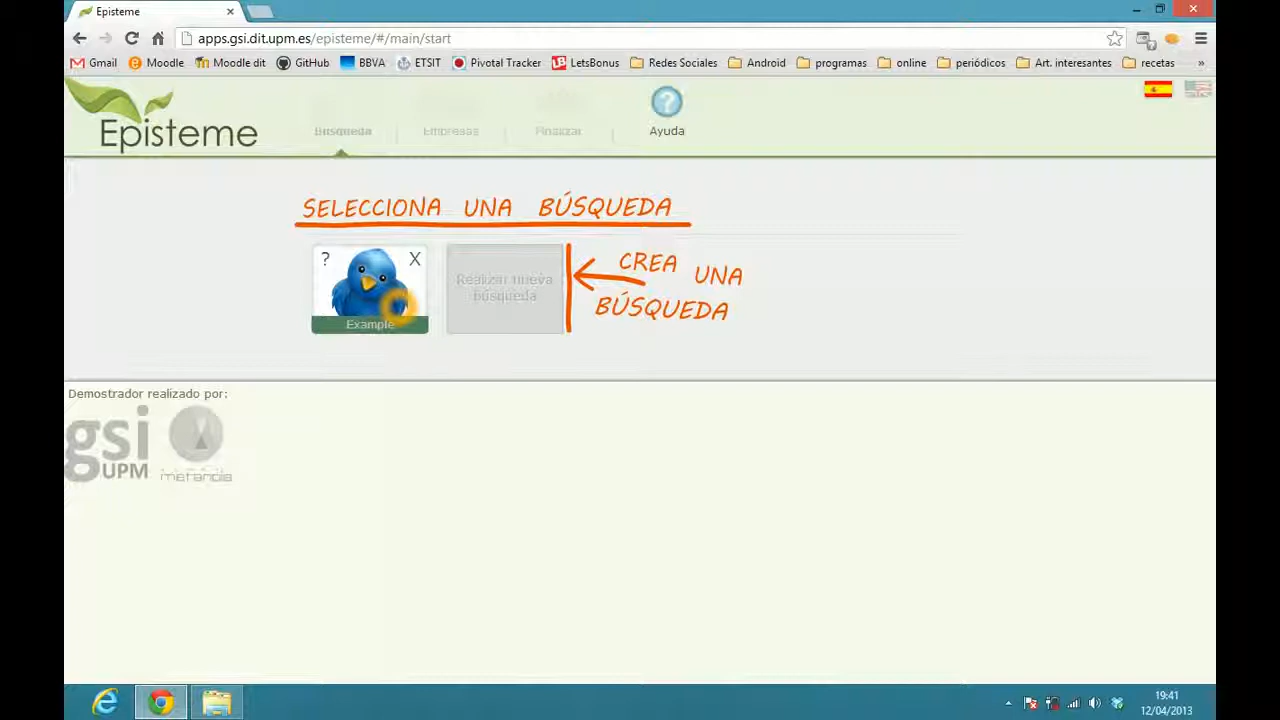 Episteme
apps.gsi.dit.upm.es/episteme/#/main/start
Gmail Moodle Moodle dit GitHub BBVA ETSIT Pivotal Tracker LetsBonus Redes Sociales Android programas online periódicos Art. interesantes recetas »
Episteme
Búsqueda Empresas Finalizar Ayuda
SELECCIONA UNA BÚSQUEDA
? X
Example
Realizar nueva
búsqueda
CREA UNA
BÚSQUEDA
Demostrador realizado por:
gsi
UPM
metarıdıa
19:41
12/04/2013